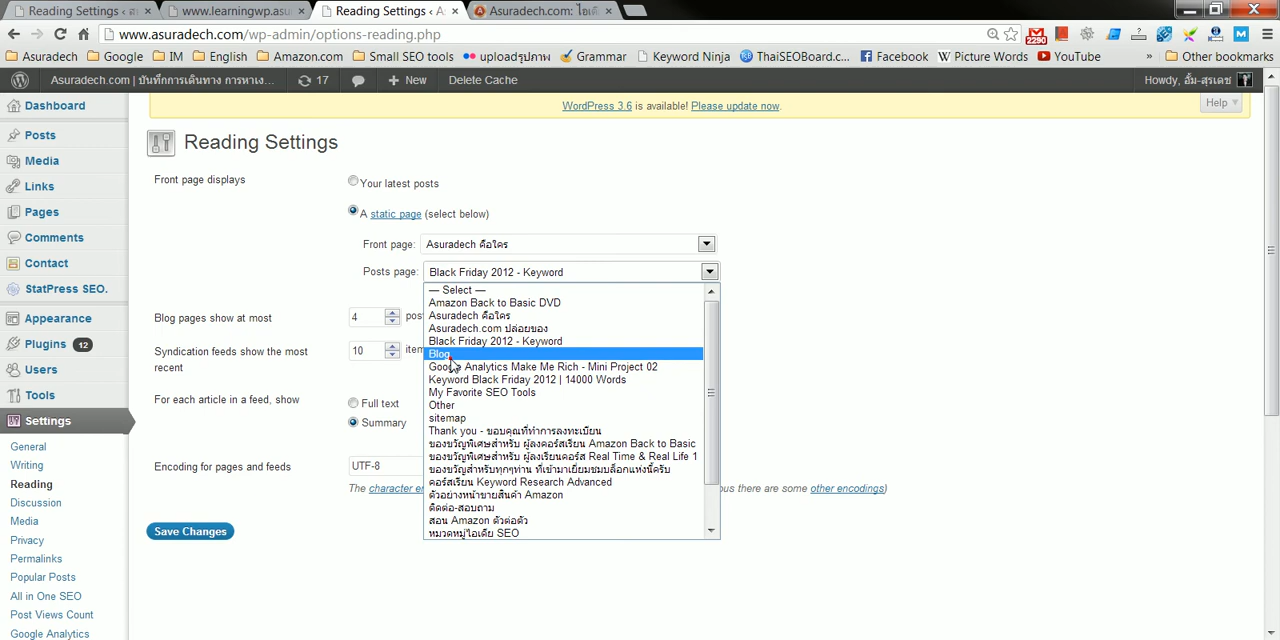 Reading Settings ‹ ส
www.learningwp.asu
Reading Settings ‹ A
Asuradech.com: ไอเดี
www.asuradech.com/wp-admin/options-reading.php
2290
Asuradech Google IM English Amazon.com Small SEO tools uploadรูปภาพ Grammar Keyword Ninja ThaiSEOBoard.c... Facebook Picture Words YouTube » Other bookmarks
Asuradech.com | บันทึกการเดินทาง การหาเง... 17 + New Delete Cache Howdy, อั้ม-สุรเดช
WordPress 3.6 is available! Please update now.
Help
Dashboard
Posts
Media
Links
Pages
Comments
Contact
StatPress SEO.
Appearance
Plugins 12
Users
Tools
Settings
General
Writing
Reading
Discussion
Media
Privacy
Permalinks
Popular Posts
All in One SEO
Post Views Count
Google Analytics
Reading Settings
Front page displays
Your latest posts
A static page (select below)
Front page: Asuradech คือใคร
Posts page: Black Friday 2012 - Keyword
— Select —
Amazon Back to Basic DVD
Asuradech คือใคร
Asuradech.com ปล่อยของ
Black Friday 2012 - Keyword
Blog
Google Analytics Make Me Rich - Mini Project 02
Keyword Black Friday 2012 | 14000 Words
My Favorite SEO Tools
Other
sitemap
Thank you - ขอบคุณที่ทำการลงทะเบียน
ของขวัญพิเศษสำหรับ ผู้ลงคอร์สเรียน Amazon Back to Basic
ของขวัญพิเศษสำหรับ ผู้ลงเรียนคอร์ส Real Time & Real Life 1
ของขวัญสำหรับทุกๆท่าน ที่เข้ามาเยี่ยมชมบล็อกแห่งนี้ครับ
คอร์สเรียน Keyword Research Advanced
ตัวอย่างหน้าขายสินค้า Amazon
ติดต่อ-สอบถาม
สอน Amazon ตัวต่อตัว
หมวดหมู่ไอเดีย SEO
Blog pages show at most 4
Syndication feeds show the most recent 10
For each article in a feed, show
Full text
Summary
Encoding for pages and feeds UTF-8
The character en
us there are some other encodings)
Save Changes